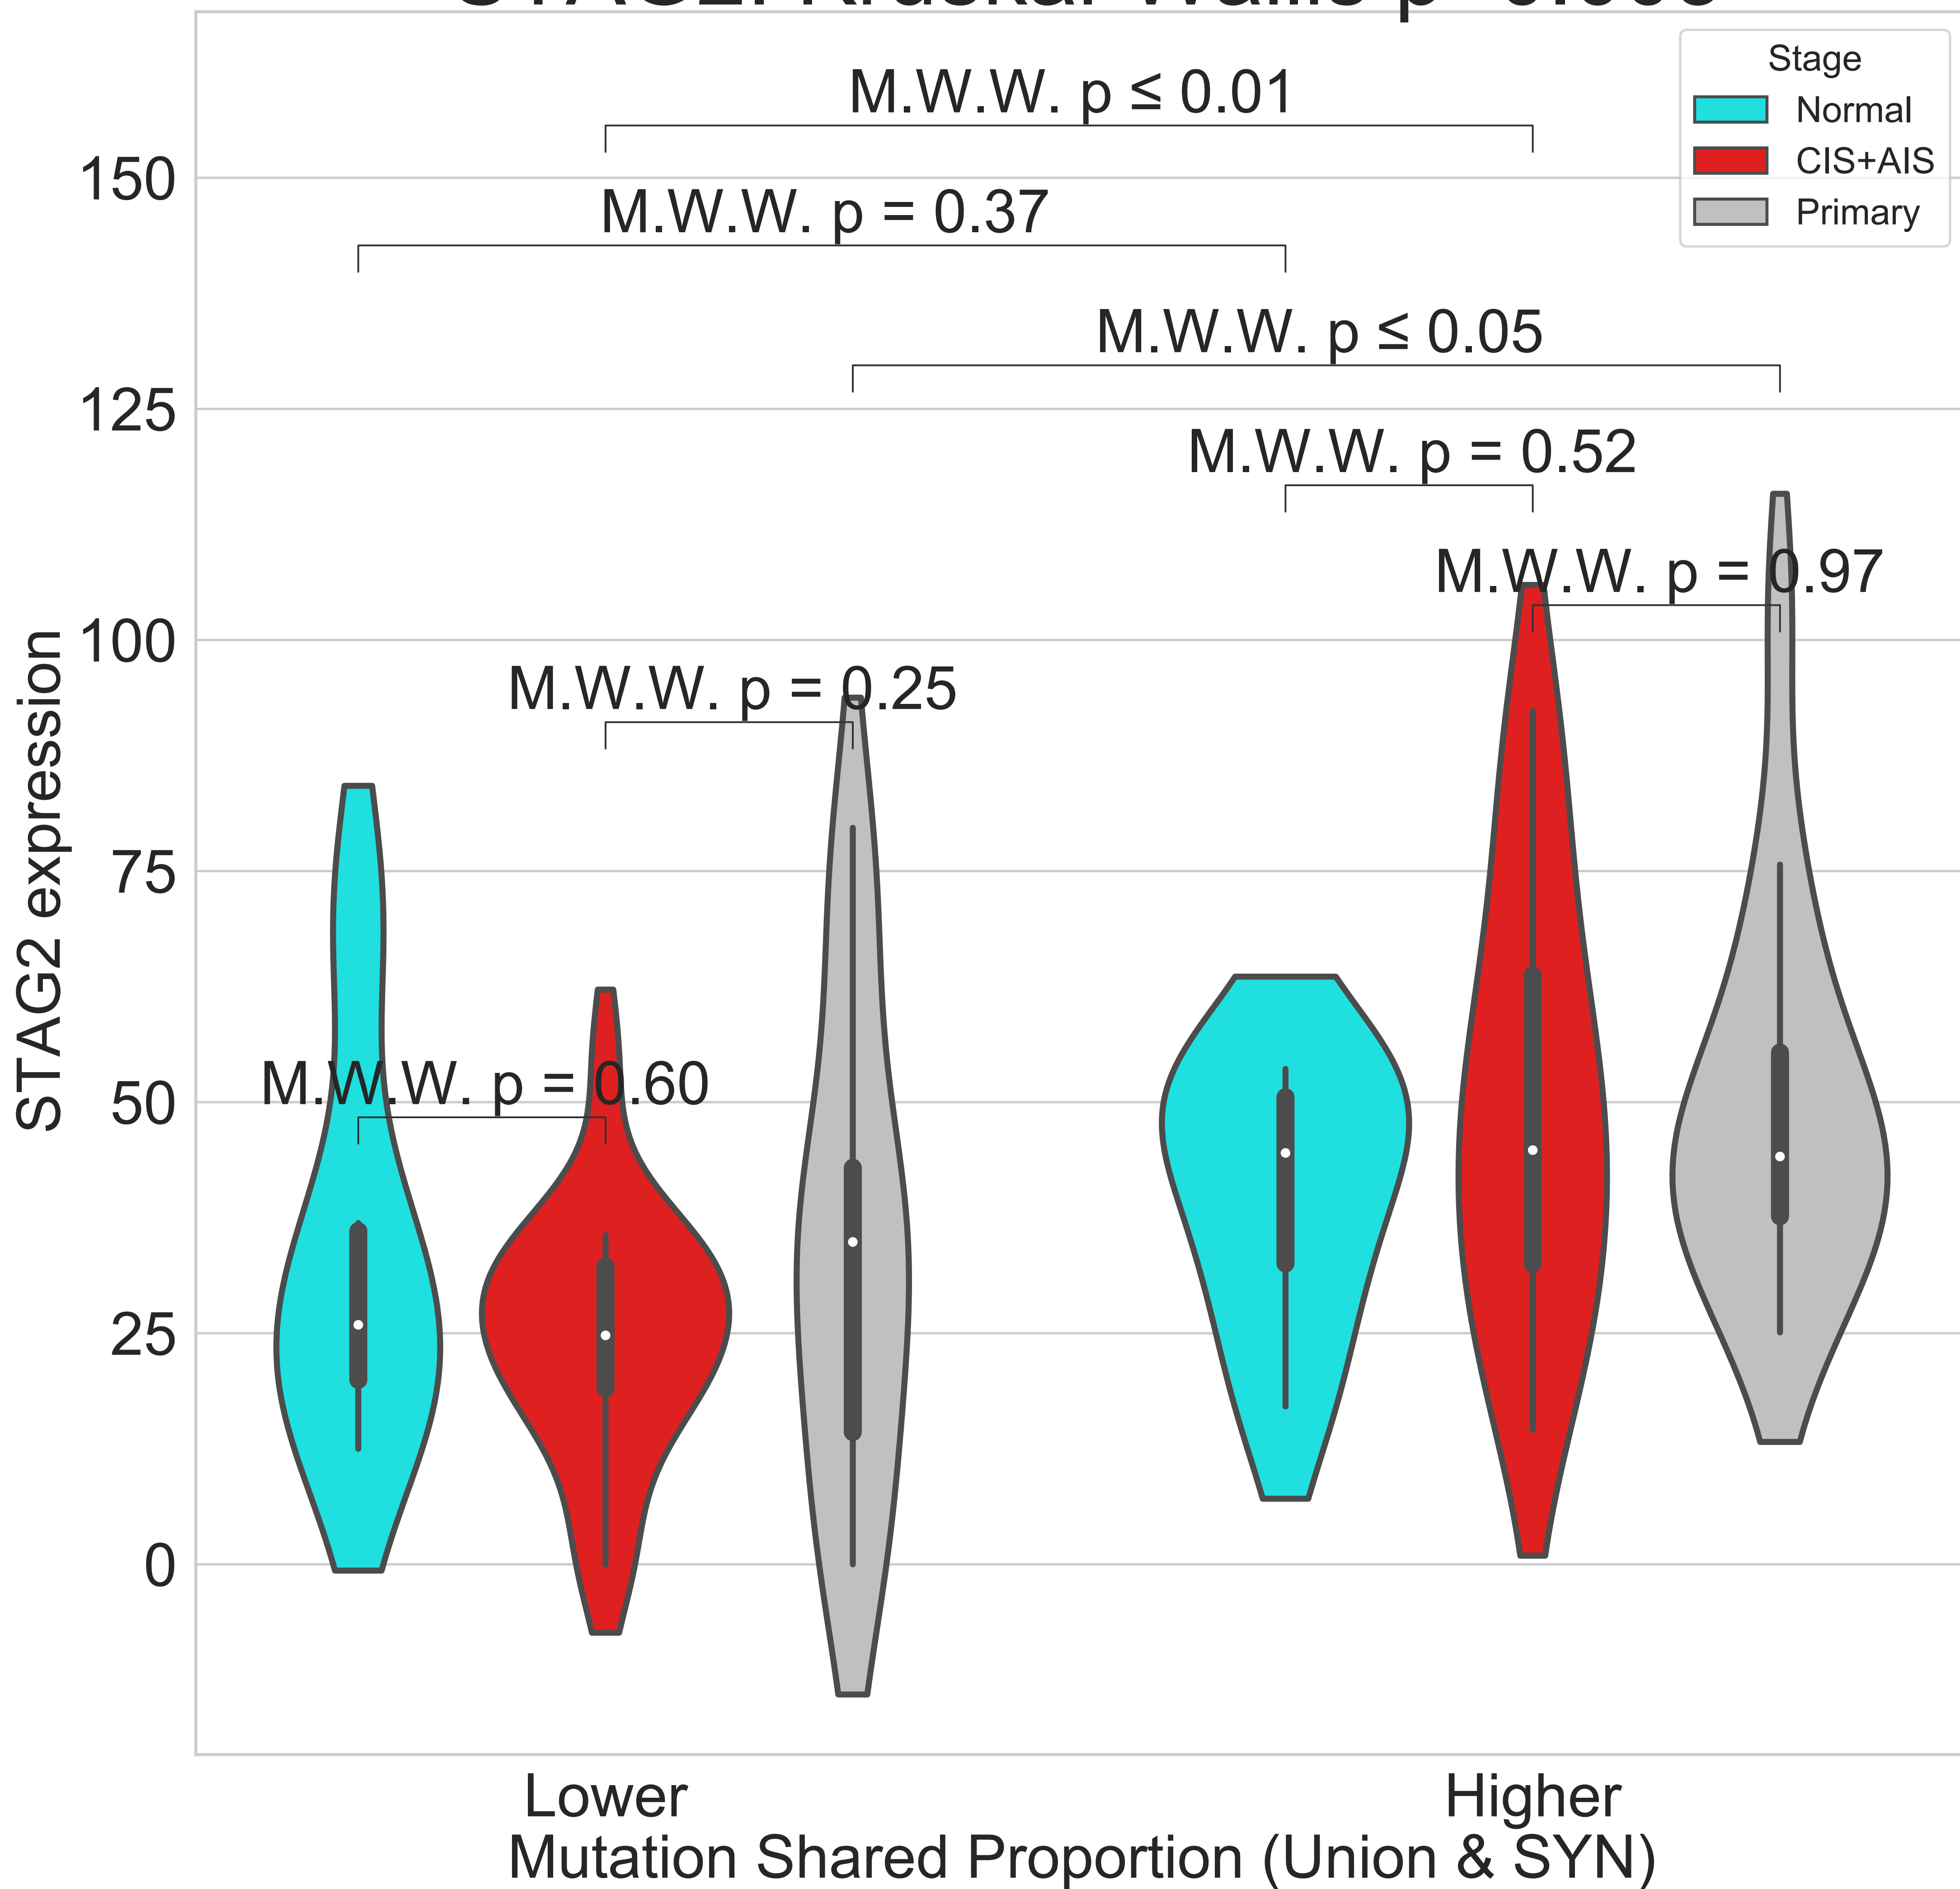 Stage
Normal
CIS+AIS
Primary
M.W.W. p ≤ 0.01
M.W.W. p = 0.37
M.W.W. p ≤ 0.05
M.W.W. p = 0.52
M.W.W. p = 0.97
M.W.W. p = 0.25
M.W.W. p = 0.60
150
125
100
75
50
25
0
STAG2 expression
Lower
Higher
Mutation Shared Proportion (Union & SYN)